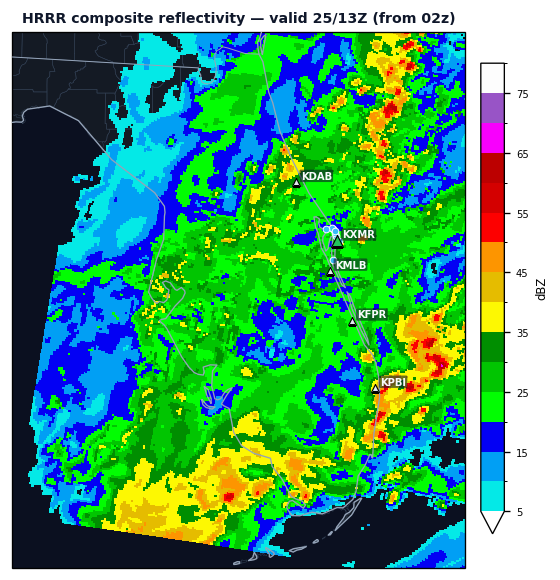 HRRR composite reflectivity — valid 25/13Z (from 02z)
KDAB
KXMR
KMLB
KFPR
KPBI
75
65
55
45
35
25
15
5
dBZ